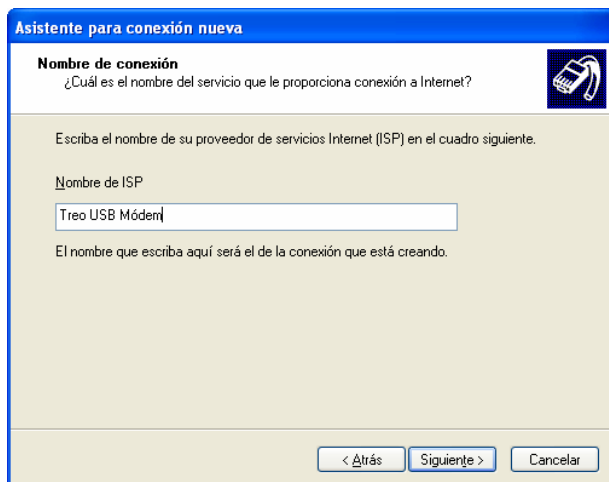 Asistente para conexión nueva
Nombre de conexión
¿Cuál es el nombre del servicio que le proporciona conexión a Internet?
Escriba el nombre de su proveedor de servicios Internet (ISP) en el cuadro siguiente.
Nombre de ISP
Treo USB Módem
El nombre que escriba aquí será el de la conexión que está creando.
< Atrás Siguiente > Cancelar